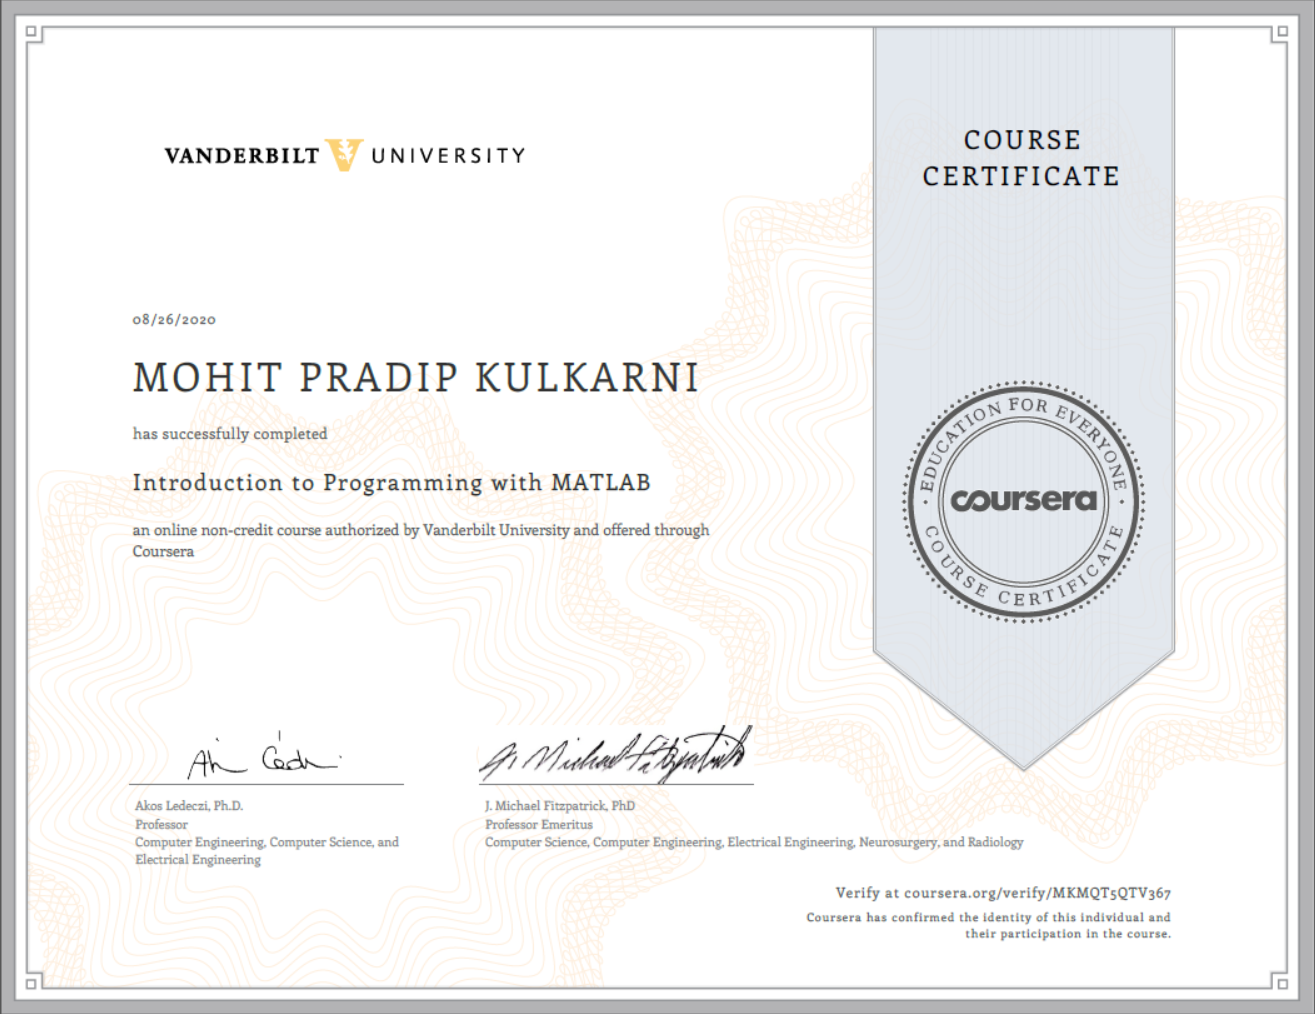 VANDERBILT V UNIVERSITY
COURSE
CERTIFICATE
08/26/2020
MOHIT PRADIP KULKARNI
has successfully completed
Introduction to Programming with MATLAB
an online non-credit course authorized by Vanderbilt University and offered through
Coursera
EDUCATION FOR EVERYONE
coursera
COURSE CERTIFICATE
J. Michael Fitzpatrick
Akos Ledeczi, Ph.D.
Professor
Computer Engineering, Computer Science, and
Electrical Engineering
J. Michael Fitzpatrick, PhD
Professor Emeritus
Computer Science, Computer Engineering, Electrical Engineering, Neurosurgery, and Radiology
Verify at coursera.org/verify/MKMQT5QTV367
Coursera has confirmed the identity of this individual and
their participation in the course.